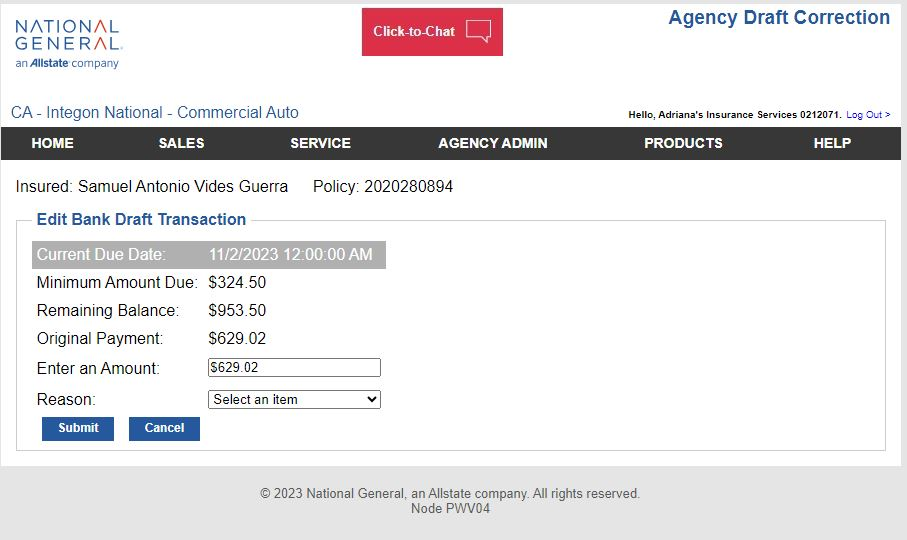 NATIONAL
GENERAL.
an Allstate company
Click-to-Chat
Agency Draft Correction
CA - Integon National - Commercial Auto
Hello, Adriana's Insurance Services 0212071. Log Out >
HOME SALES SERVICE AGENCY ADMIN PRODUCTS HELP
Insured: Samuel Antonio Vides Guerra Policy: 2020280894
Edit Bank Draft Transaction
Current Due Date: 11/2/2023 12:00:00 AM
Minimum Amount Due: $324.50
Remaining Balance: $953.50
Original Payment: $629.02
Enter an Amount: $629.02
Reason: Select an item
Submit Cancel
© 2023 National General, an Allstate company. All rights reserved.
Node PWV04